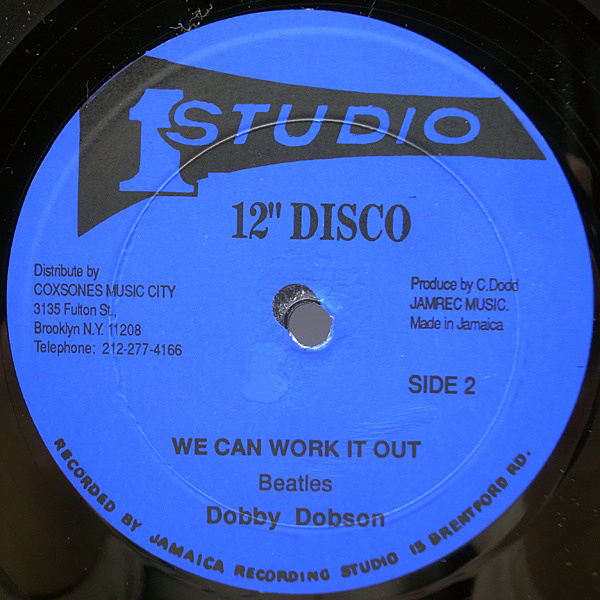 1 STUDIO
12" DISCO
Distribute by
COXSONES MUSIC CITY
3135 Fulton St.,
Brooklyn N.Y. 11208
Telephone: 212-277-4166
Produce by C.Dodd
JAMREC MUSIC.
Made in Jamaica
SIDE 2
WE CAN WORK IT OUT
Beatles
Dobby Dobson
RECORDED BY JAMAICA RECORDING STUDIO 13 BRENTFORD RD.